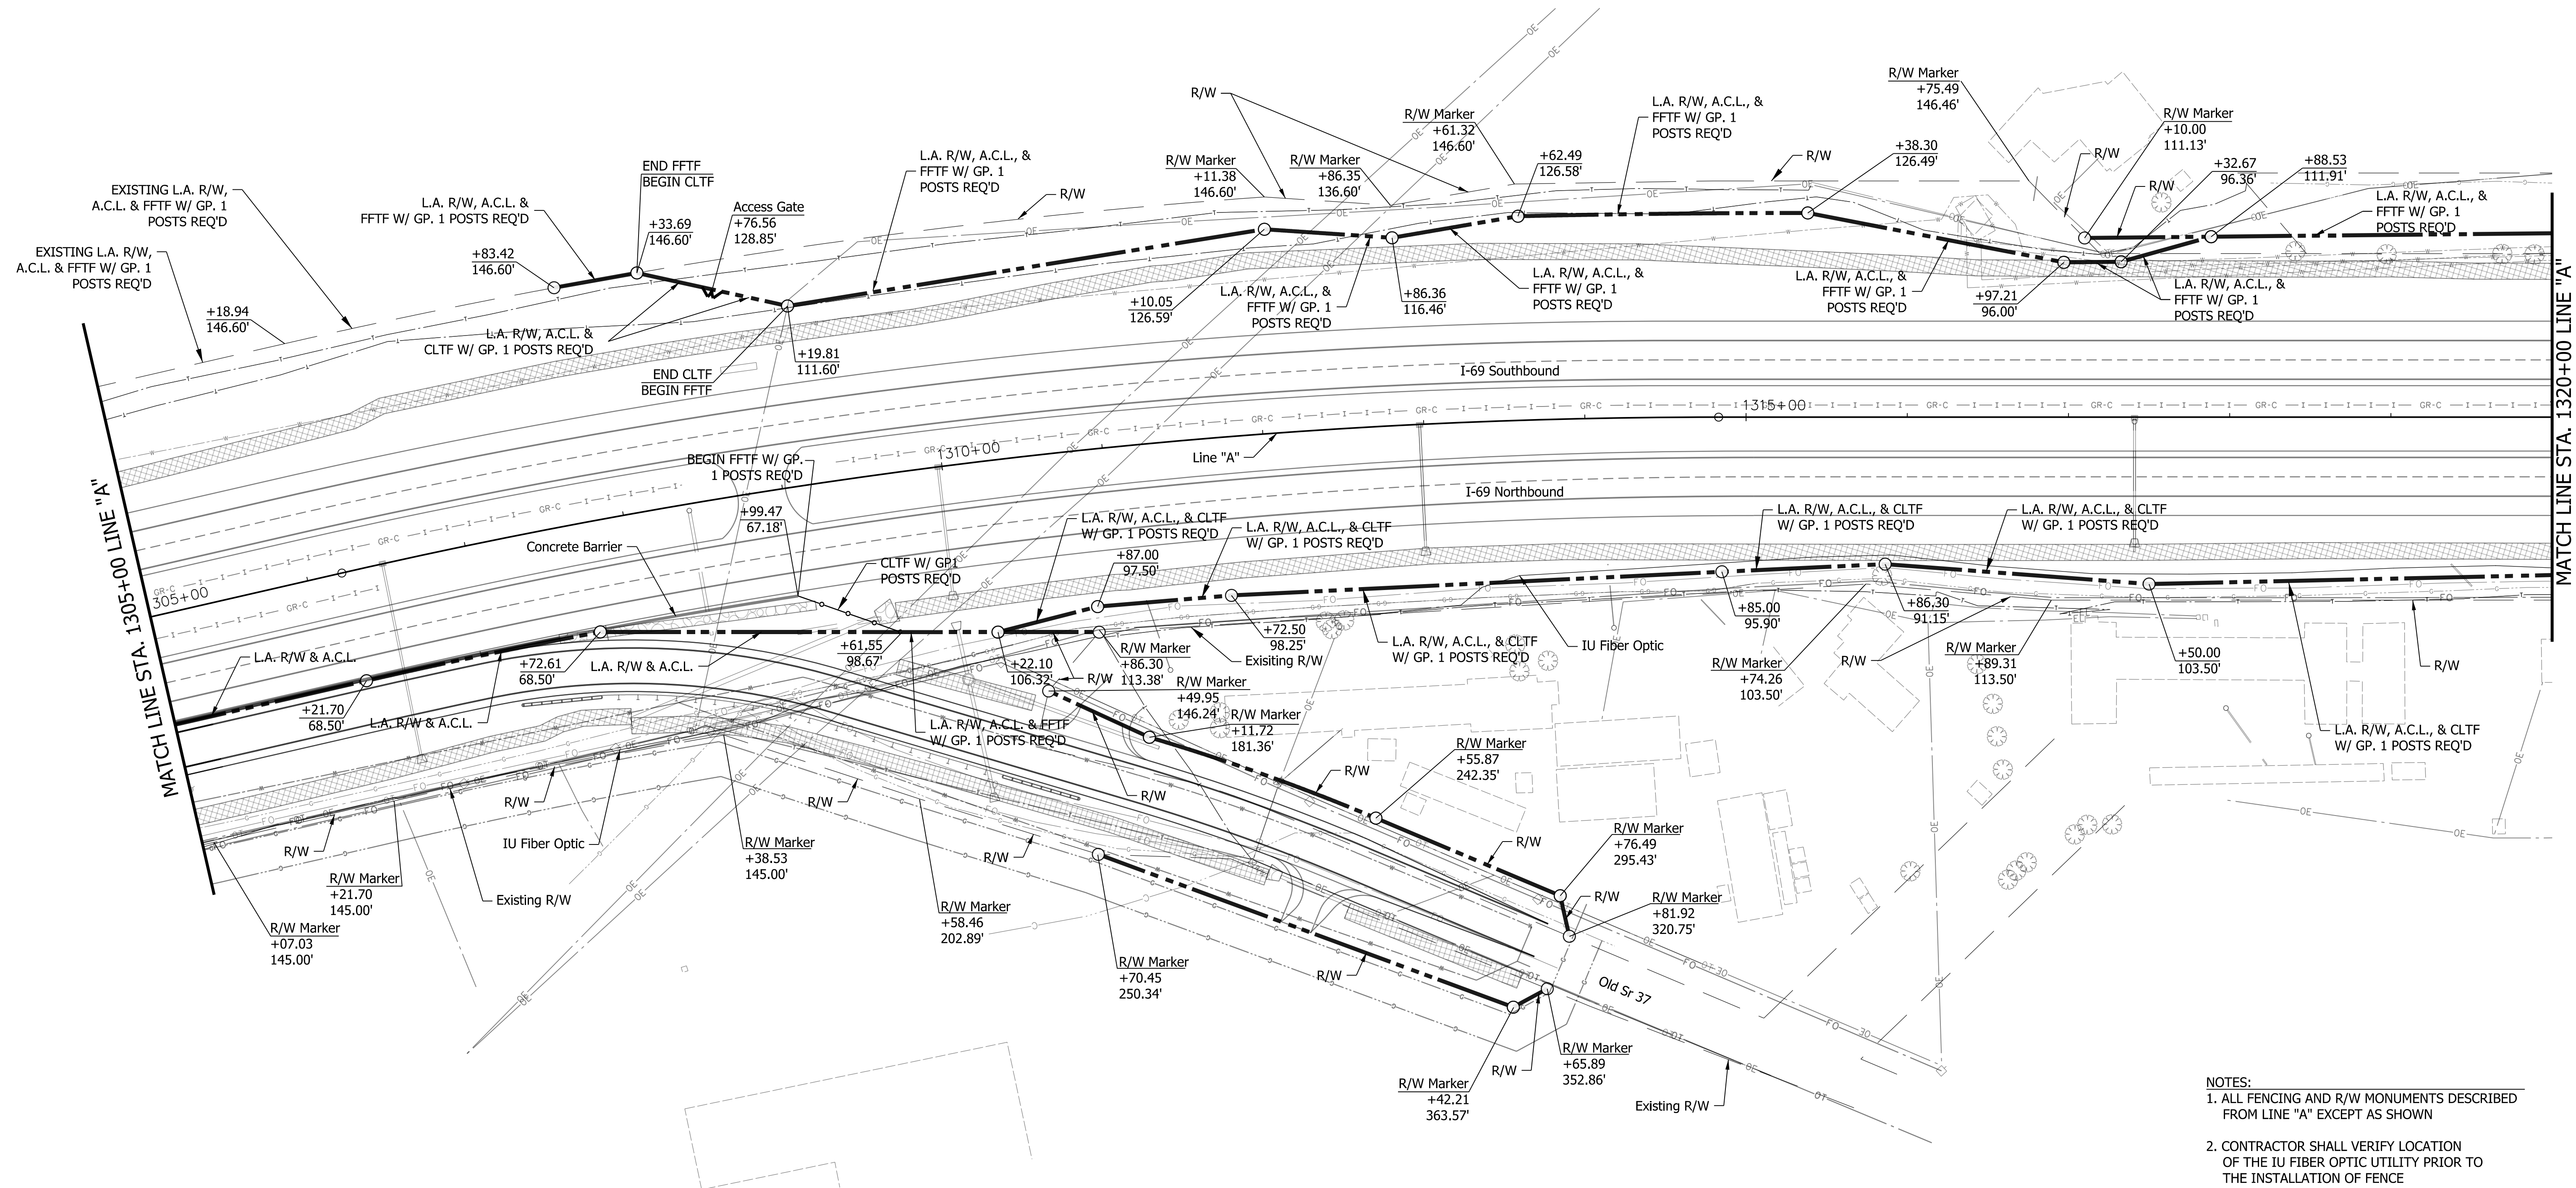 EXISTING L.A. R/W,
A.C.L. & FFTF W/ GP. 1
POSTS REQ'D
EXISTING L.A. R/W,
A.C.L. & FFTF W/ GP. 1
POSTS REQ'D
+18.94
146.60'
L.A. R/W, A.C.L. &
FFTF W/ GP. 1 POSTS REQ'D
+83.42
146.60'
END FFTF
BEGIN CLTF
+33.69
146.60'
Access Gate
+76.56
128.85'
L.A. R/W, A.C.L. &
CLTF W/ GP. 1 POSTS REQ'D
END CLTF
BEGIN FFTF
+19.81
111.60'
L.A. R/W, A.C.L., &
FFTF W/ GP. 1
POSTS REQ'D
R/W
R/W
R/W Marker
+11.38
146.60'
R/W Marker
+86.35
136.60'
R/W Marker
+61.32
146.60'
+62.49
126.58'
L.A. R/W, A.C.L., &
FFTF W/ GP. 1
POSTS REQ'D
R/W
+38.30
126.49'
R/W Marker
+75.49
146.46'
R/W Marker
+10.00
111.13'
R/W
R/W
+32.67
96.36'
+88.53
111.91'
L.A. R/W, A.C.L., &
FFTF W/ GP. 1
POSTS REQ'D
+10.05
126.59'
L.A. R/W, A.C.L., &
FFTF W/ GP. 1
POSTS REQ'D
+86.36
116.46'
L.A. R/W, A.C.L., &
FFTF W/ GP. 1
POSTS REQ'D
L.A. R/W, A.C.L., &
FFTF W/ GP. 1
POSTS REQ'D
+97.21
96.00'
L.A. R/W, A.C.L., &
FFTF W/ GP. 1
POSTS REQ'D
MATCH LINE STA. 1320+00 LINE "A"
MATCH LINE STA. 1305+00 LINE "A"
I-69 Southbound
1315+00
1310+00
305+00
Line "A"
I-69 Northbound
BEGIN FFTF W/ GP.
1 POSTS REQ'D
+99.47
67.18'
Concrete Barrier
CLTF W/ GP1
POSTS REQ'D
L.A. R/W, A.C.L., & CLTF
W/ GP. 1 POSTS REQ'D
+87.00
97.50'
L.A. R/W, A.C.L., & CLTF
W/ GP. 1 POSTS REQ'D
L.A. R/W, A.C.L., & CLTF
W/ GP. 1 POSTS REQ'D
L.A. R/W, A.C.L., & CLTF
W/ GP. 1 POSTS REQ'D
L.A. R/W & A.C.L.
+21.70
68.50'
L.A. R/W & A.C.L.
+72.61
68.50'
L.A. R/W & A.C.L.
+61.55
98.67'
+22.10
106.32'
R/W Marker
+86.30
113.38'
R/W
Exisiting R/W
+72.50
98.25'
L.A. R/W, A.C.L., & CLTF
W/ GP. 1 POSTS REQ'D
IU Fiber Optic
+85.00
95.90'
R/W Marker
+74.26
103.50'
+86.30
91.15'
R/W
R/W Marker
+89.31
113.50'
+50.00
103.50'
R/W
L.A. R/W, A.C.L., & CLTF
W/ GP. 1 POSTS REQ'D
L.A. R/W, A.C.L. & FFTF
W/ GP. 1 POSTS REQ'D
R/W Marker
+49.95
146.24'
R/W Marker
+11.72
181.36'
R/W
R/W
R/W Marker
+55.87
242.35'
R/W
R/W Marker
+76.49
295.43'
R/W
R/W Marker
+81.92
320.75'
R/W
R/W
R/W
R/W
IU Fiber Optic
R/W Marker
+38.53
145.00'
R/W Marker
+21.70
145.00'
Existing R/W
R/W Marker
+07.03
145.00'
R/W Marker
+58.46
202.89'
R/W Marker
+70.45
250.34'
R/W
Old Sr 37
R/W
R/W Marker
+65.89
352.86'
R/W Marker
+42.21
363.57'
Existing R/W
NOTES:
1. ALL FENCING AND R/W MONUMENTS DESCRIBED
FROM LINE "A" EXCEPT AS SHOWN
2. CONTRACTOR SHALL VERIFY LOCATION
OF THE IU FIBER OPTIC UTILITY PRIOR TO
THE INSTALLATION OF FENCE